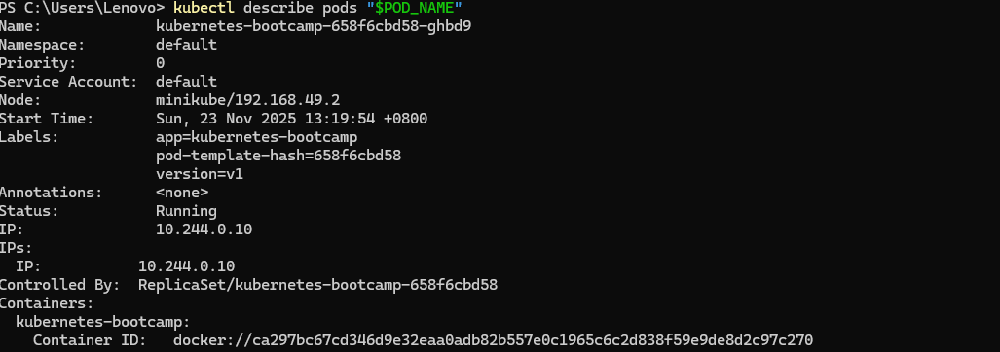 PS C:\Users\Lenovo> kubectl describe pods "$POD_NAME"
Name:             kubernetes-bootcamp-658f6cbd58-ghbd9
Namespace:        default
Priority:         0
Service Account:  default
Node:             minikube/192.168.49.2
Start Time:       Sun, 23 Nov 2025 13:19:54 +0800
Labels:           app=kubernetes-bootcamp
                  pod-template-hash=658f6cbd58
                  version=v1
Annotations:      <none>
Status:           Running
IP:               10.244.0.10
IPs:
  IP:           10.244.0.10
Controlled By:  ReplicaSet/kubernetes-bootcamp-658f6cbd58
Containers:
  kubernetes-bootcamp:
    Container ID:   docker://ca297bc67cd346d9e32eaa0adb82b557e0c1965c6c2d838f59e9de8d2c97c270